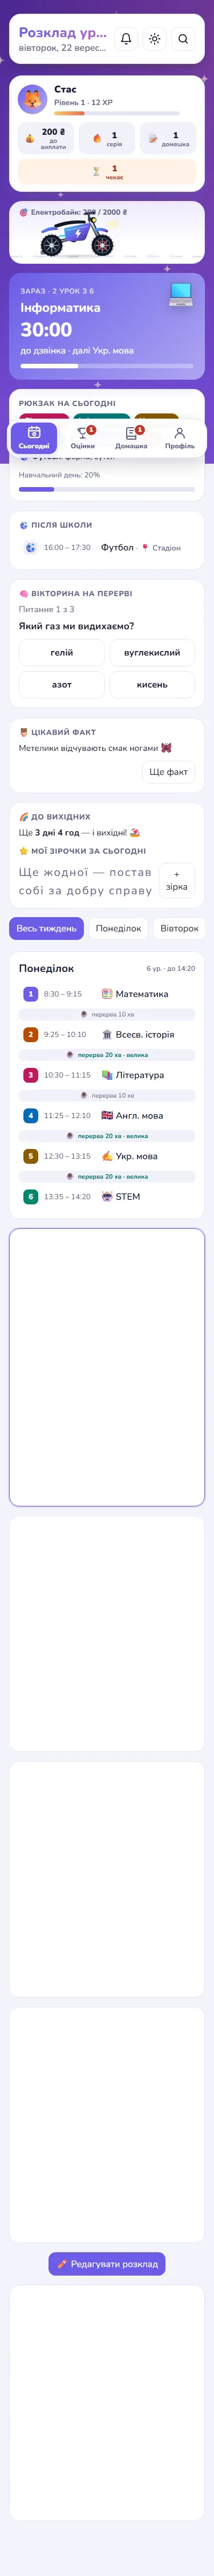 Розклад ур...
вівторок, 22 верес...
Стас
Рівень 1 · 12 XP
200 ₴
до виплати
1
серія
1
домашка
1
чекає
🎯 Електробайк: 200 / 2000 ₴
ЗАРАЗ · 2 УРОК З 6
Інформатика
30:00
до дзвінка · далі Укр. мова
РЮКЗАК НА СЬОГОДНІ
Сьогодні
Оцінки
1
Домашка
1
Профіль
Навчальний день: 20%
ПІСЛЯ ШКОЛИ
16:00 – 17:30
Футбол · 📍 Стадіон
ВІКТОРИНА НА ПЕРЕРВІ
Питання 1 з 3
Який газ ми видихаємо?
гелій
вуглекислий
азот
кисень
ЦІКАВИЙ ФАКТ
Метелики відчувають смак ногами
Ще факт
ДО ВИХІДНИХ
Ще 3 дні 4 год — і вихідні!
МОЇ ЗІРОЧКИ ЗА СЬОГОДНІ
Ще жодної — постав
собі за добру справу
+
зірка
Весь тиждень
Понеділок
Вівторок
Понеділок
6 ур. · до 14:20
1 8:30 – 9:15 Математика
перерва 10 хв
2 9:25 – 10:10 Всесв. історія
перерва 20 хв · велика
3 10:30 – 11:15 Література
перерва 10 хв
4 11:25 – 12:10 Англ. мова
перерва 20 хв · велика
5 12:30 – 13:15 Укр. мова
перерва 20 хв · велика
6 13:35 – 14:20 STEM
Редагувати розклад